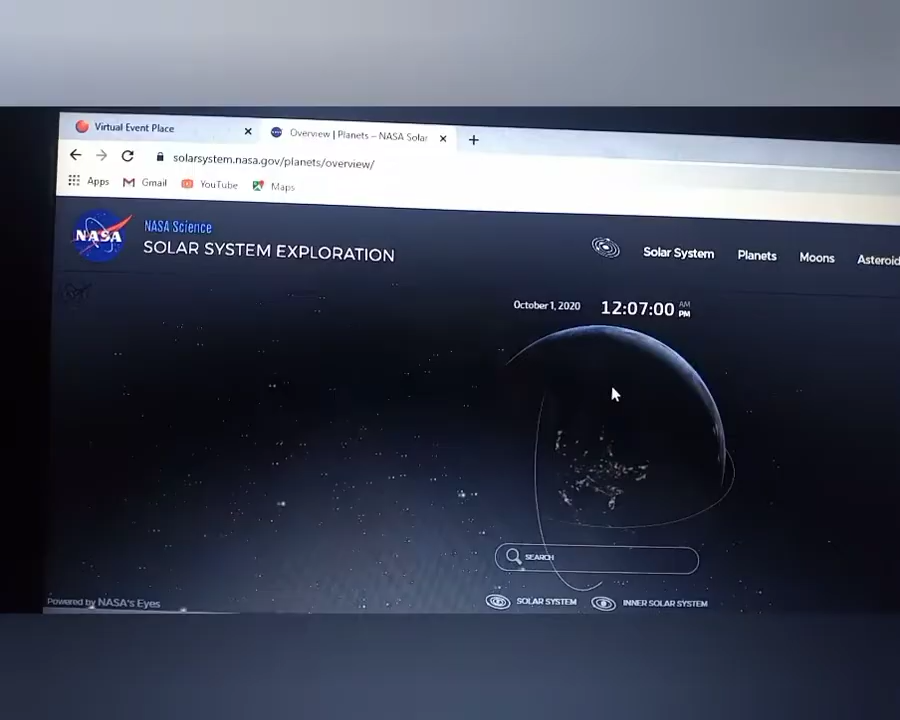 Virtual Event Place
Overview | Planets – NASA Solar
solarsystem.nasa.gov/planets/overview/
Apps Gmail YouTube Maps
NASA
NASA Science
SOLAR SYSTEM EXPLORATION
Solar System Planets Moons Asteroid
October 1, 2020 12:07:00 AM
PM
SEARCH
Powered by NASA's Eyes
SOLAR SYSTEM INNER SOLAR SYSTEM